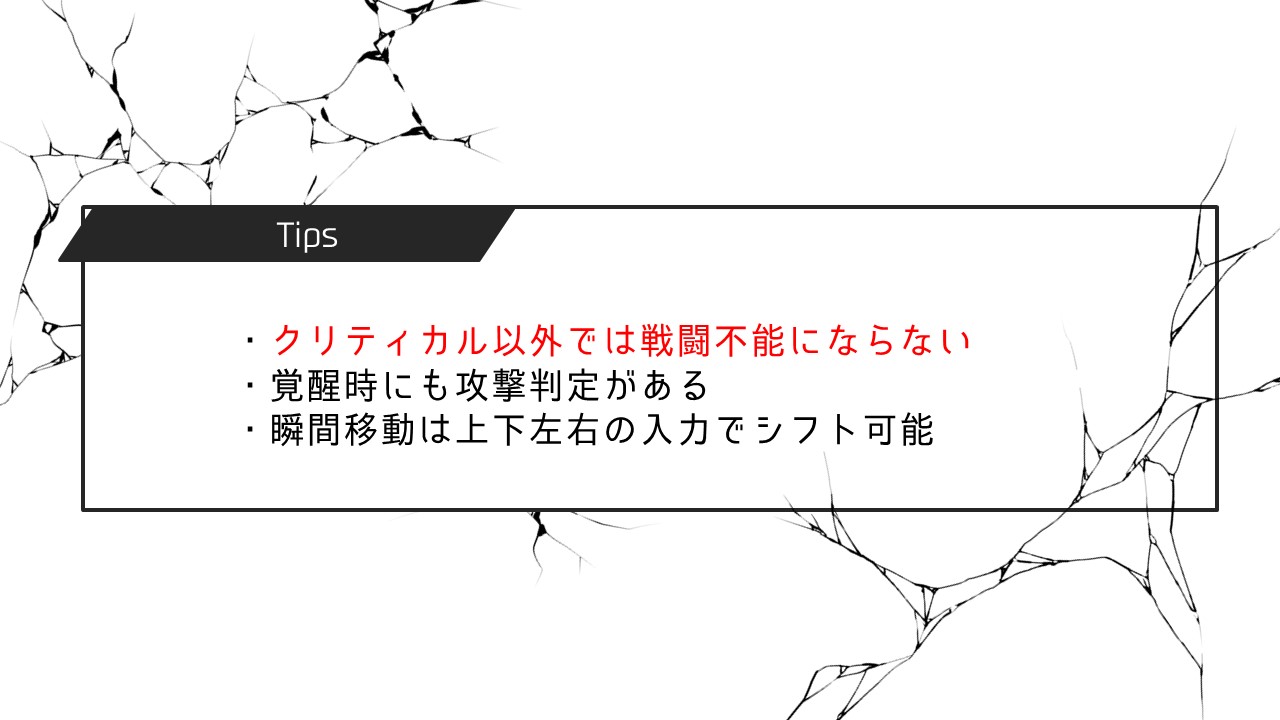 Tips
・クリティカル以外では戦闘不能にならない
・覚醒時にも攻撃判定がある
・瞬間移動は上下左右の入力でシフト可能